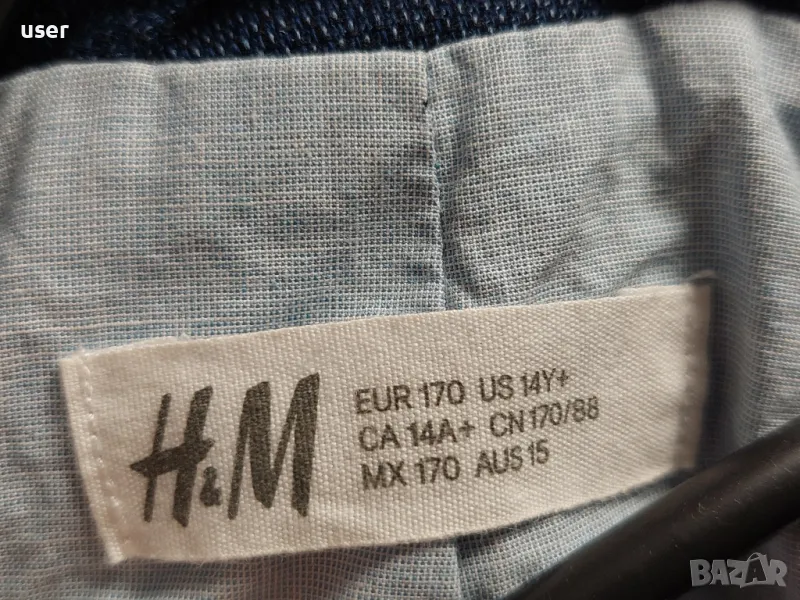 user
H&M
EUR 170 US 14Y+
CA 14A+ CN 170/88
MX 170 AUS 15
BAZAR